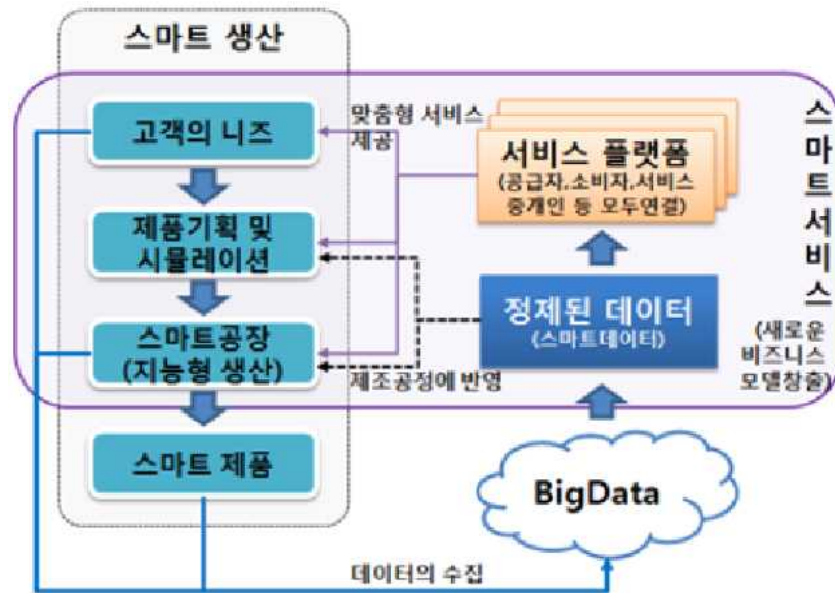 스마트 생산
고객의 니즈
제품기획 및
시뮬레이션
스마트공장
(지능형 생산)
스마트 제품
맞춤형 서비스
제공
서비스 플랫폼
(공급자,소비자,서비스
중개인 등 모두연결)
정제된 데이터
(스마트데이터)
제조공정에 반영
스마트서비스
(새로운
비즈니스
모델창출)
BigData
데이터의 수집